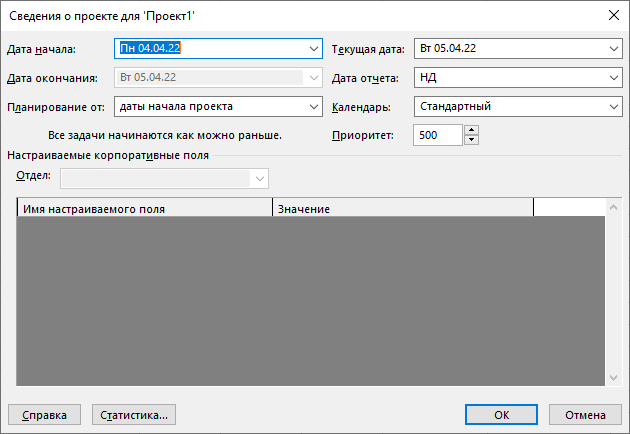 Сведения о проекте для 'Проект1'
Дата начала: Пн 04.04.22 Текущая дата: Вт 05.04.22
Дата окончания: Вт 05.04.22 Дата отчета: НД
Планирование от: даты начала проекта Календарь: Стандартный
Все задачи начинаются как можно раньше. Приоритет: 500
Настраиваемые корпоративные поля
Отдел:
Имя настраиваемого поля Значение
Справка Статистика... ОК Отмена